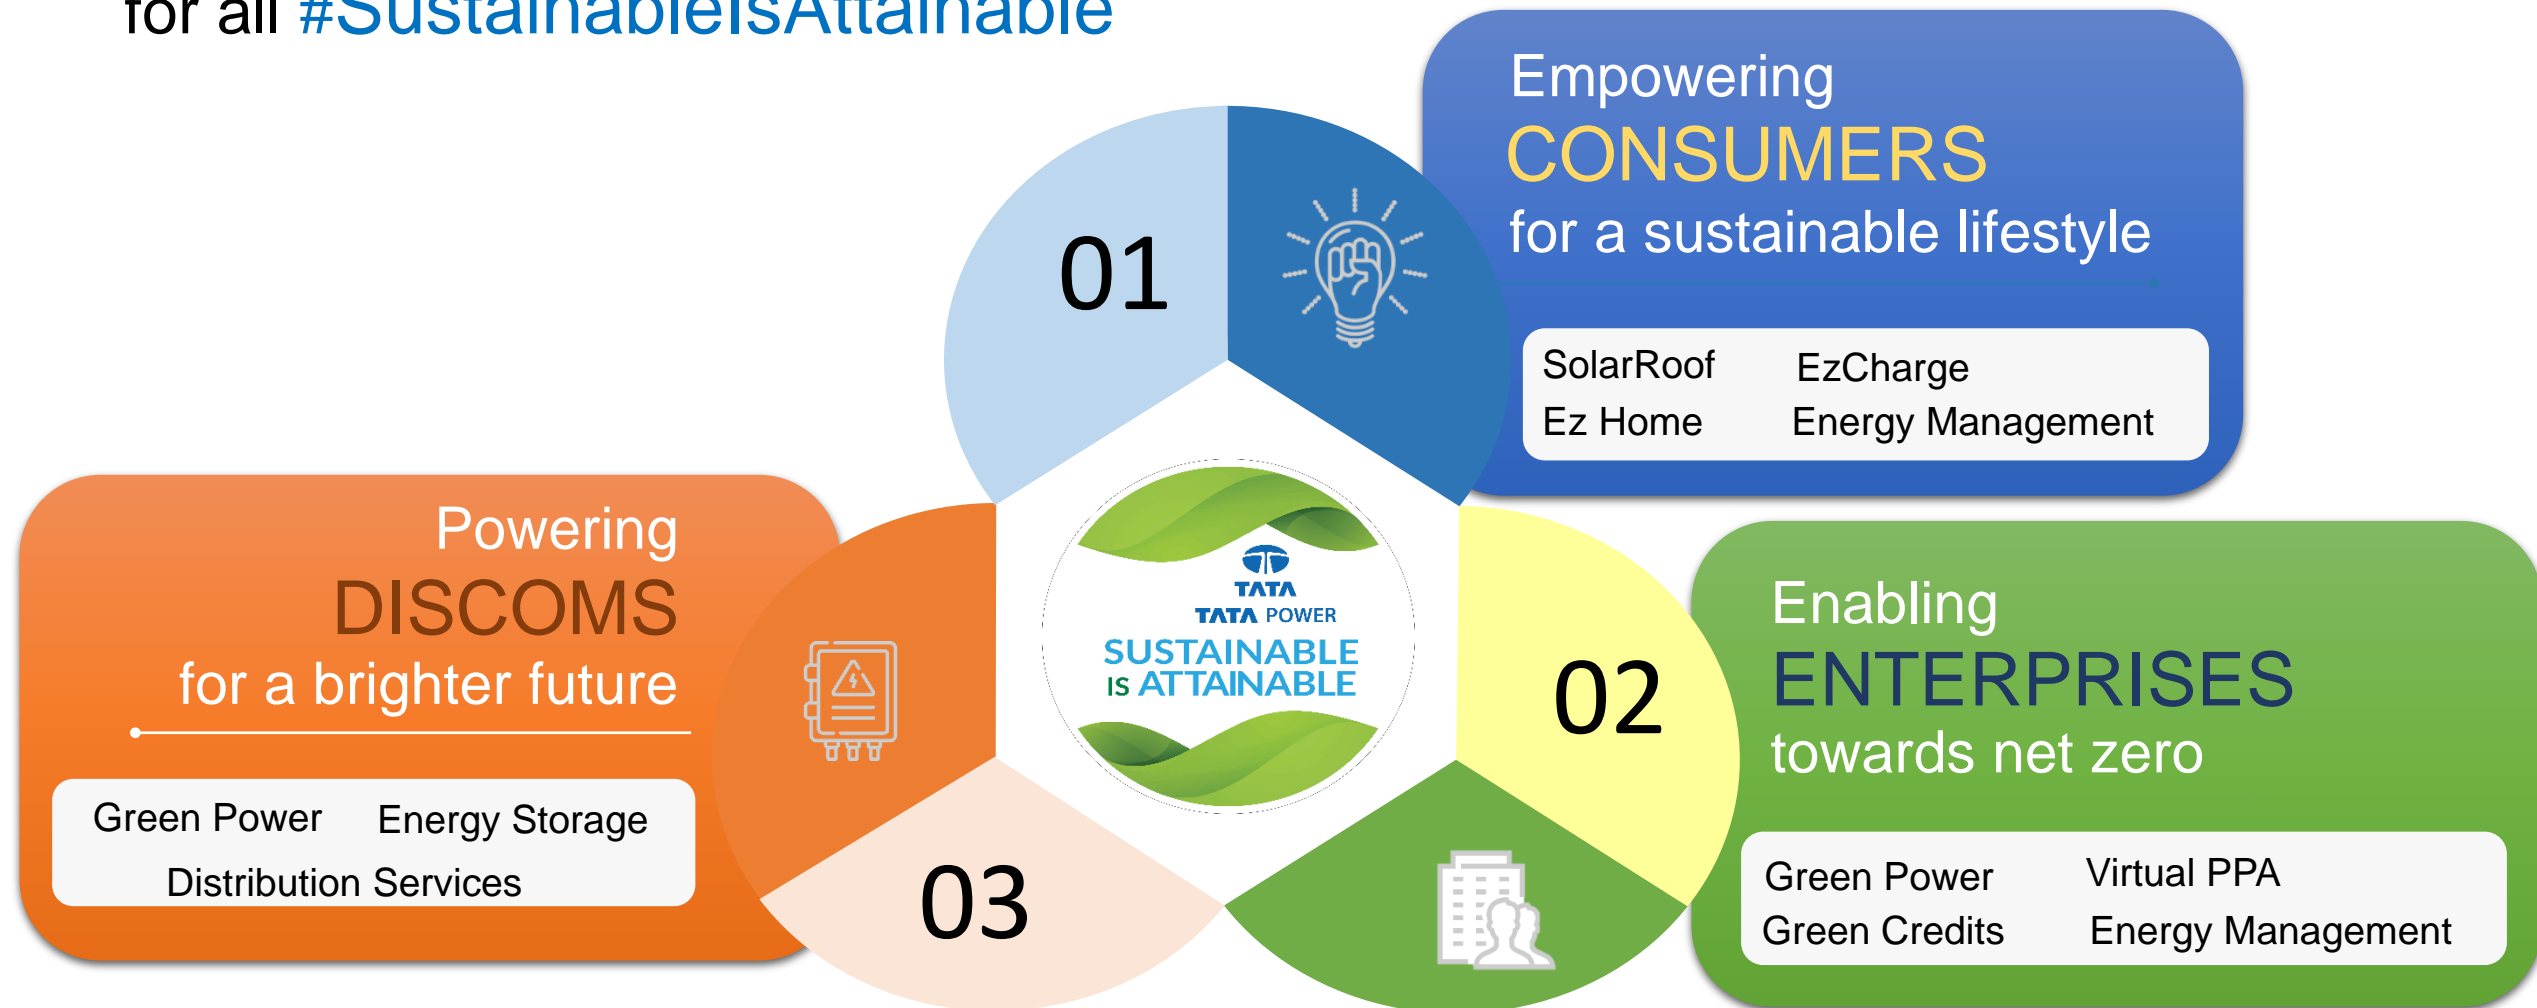 for all #SustainableIsAttainable
01
Empowering
CONSUMERS
for a sustainable lifestyle
SolarRoof EzCharge
Ez Home Energy Management
TATA
TATA POWER
SUSTAINABLE
IS ATTAINABLE
02
Enabling
ENTERPRISES
towards net zero
Green Power Virtual PPA
Green Credits Energy Management
03
Powering
DISCOMS
for a brighter future
Green Power Energy Storage
Distribution Services